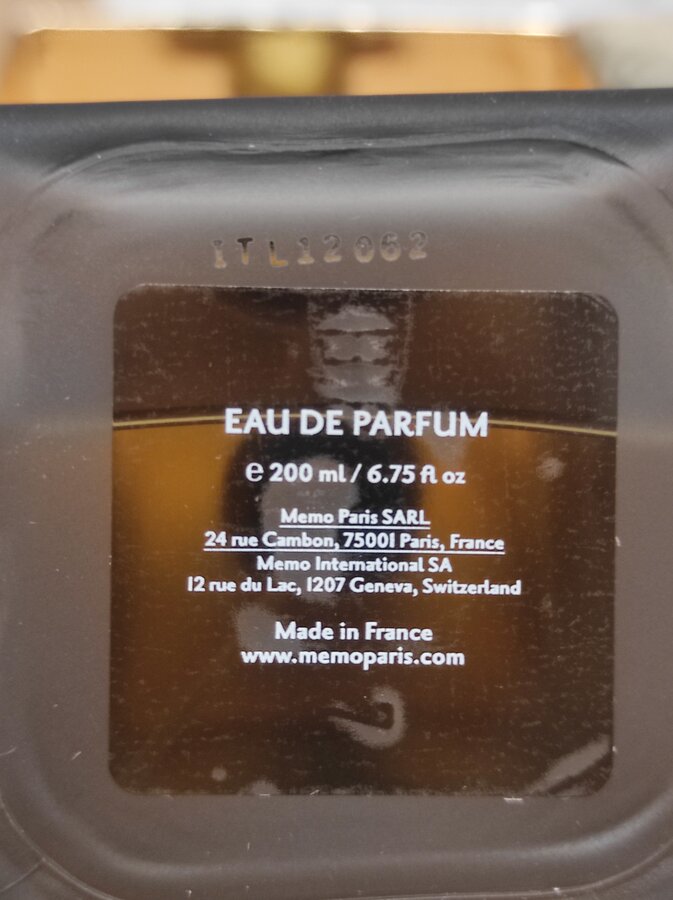 ITL12062
EAU DE PARFUM
℮ 200 ml / 6.75 fl oz
Memo Paris SARL
24 rue Cambon, 75001 Paris, France
Memo International SA
12 rue du Lac, 1207 Geneva, Switzerland
Made in France
www.memoparis.com